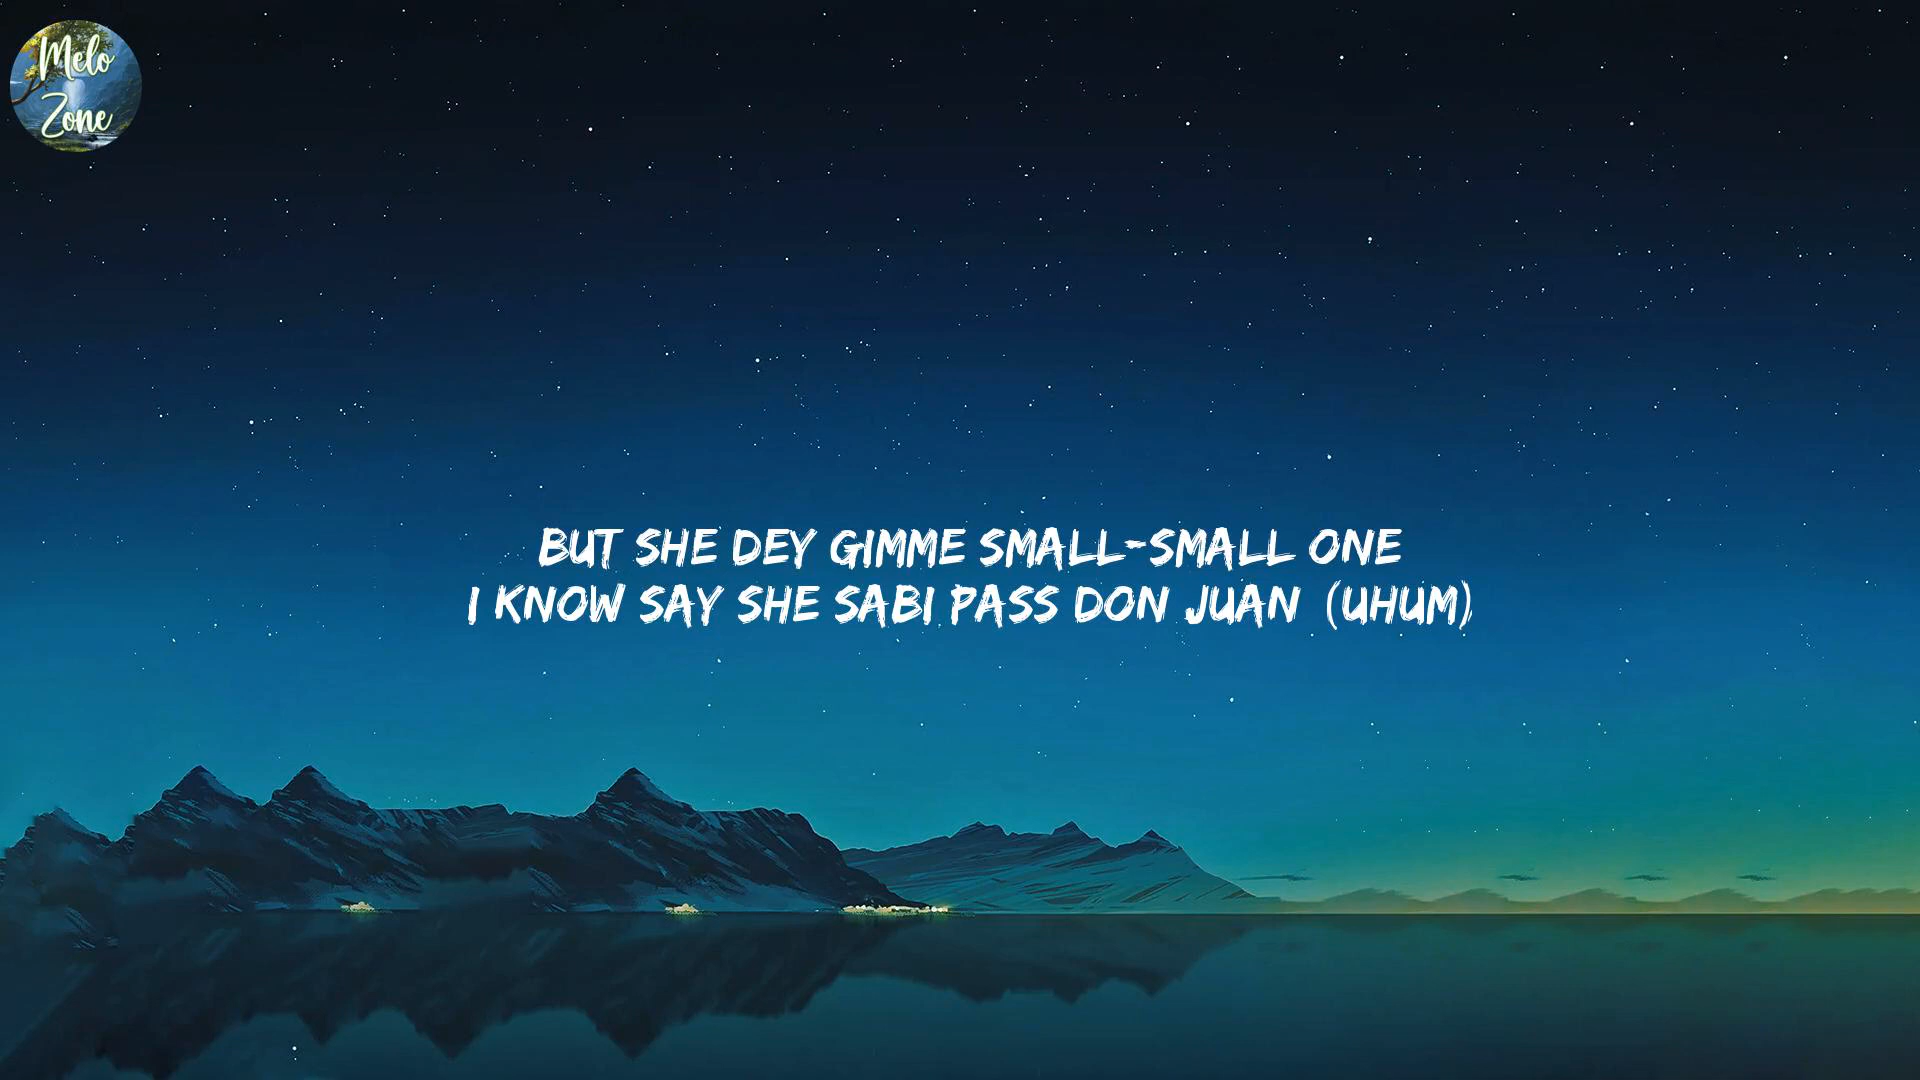 Melo
Zone
BUT SHE DEY GIMME SMALL-SMALL ONE
I KNOW SAY SHE SABI PASS DON JUAN (UHUM)